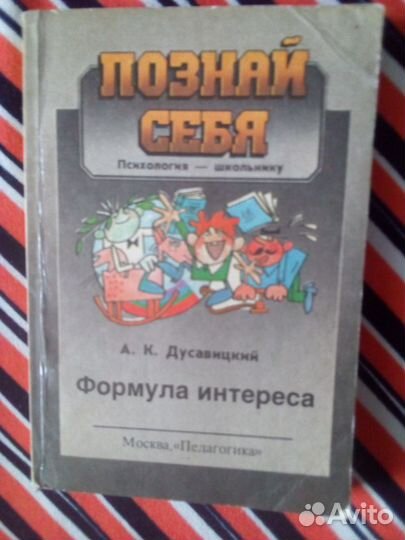 ПОЗНАЙ
СЕБЯ
Психология — школьнику
А. К. Дусавицкий
Формула интереса
Москва, «Педагогика»
Avito